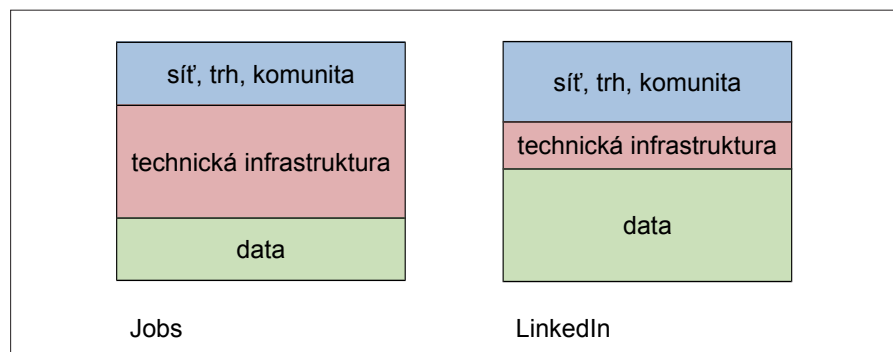 síť, trh, komunita
technická infrastruktura
data
Jobs
síť, trh, komunita
technická infrastruktura
data
LinkedIn